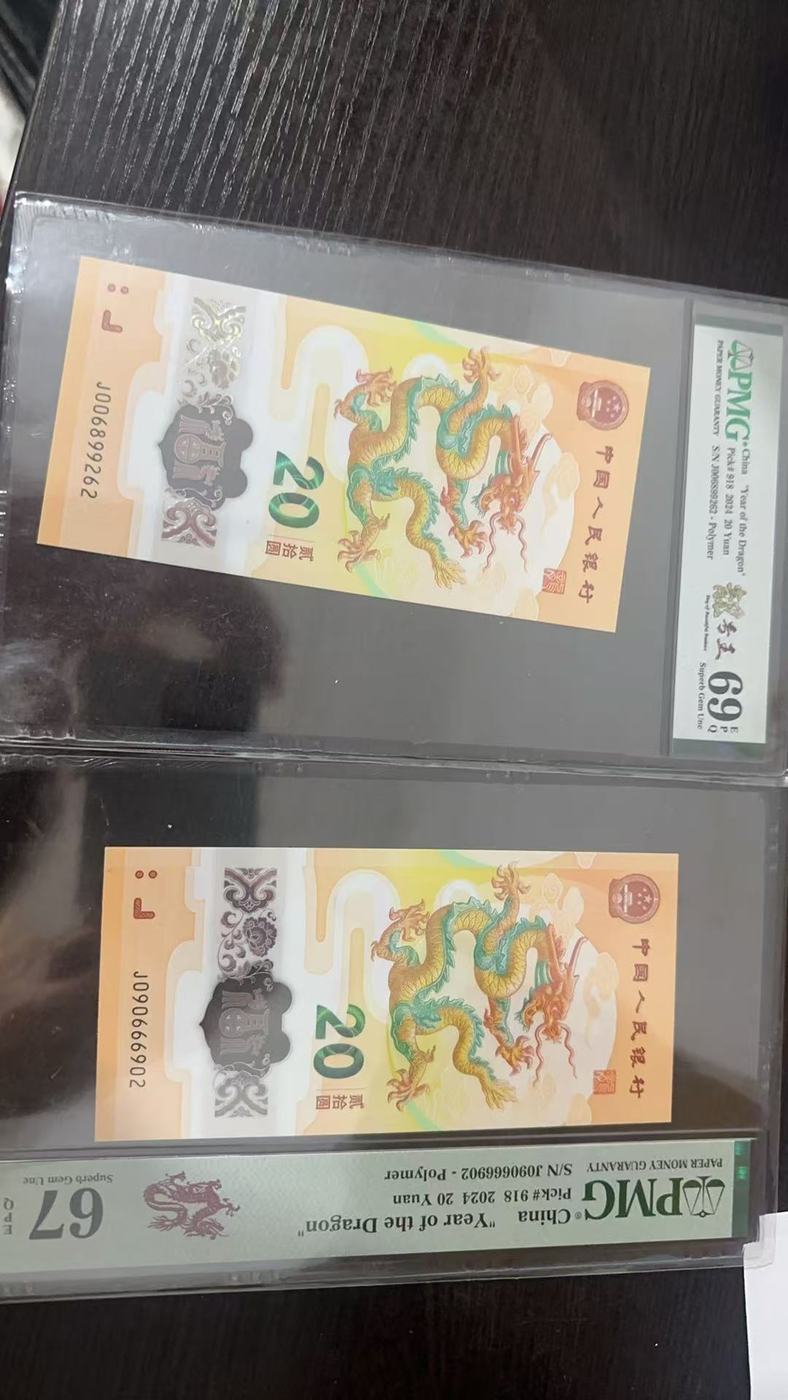 PMG
PAPER MONEY GUARANTY
China "Year of the Dragon"
Pick# 918 2024 20 Yuan
S/N J006899262 - Polymer
69
EPQ
Superb Gem Unc
中国人民银行
20
贰拾圆
福
J006899262
中国人民银行
20
贰拾圆
福
J090666902
PMG
PAPER MONEY GUARANTY
China "Year of the Dragon"
Pick# 918 2024 20 Yuan
S/N J090666902 - Polymer
67
EPQ
Superb Gem Unc